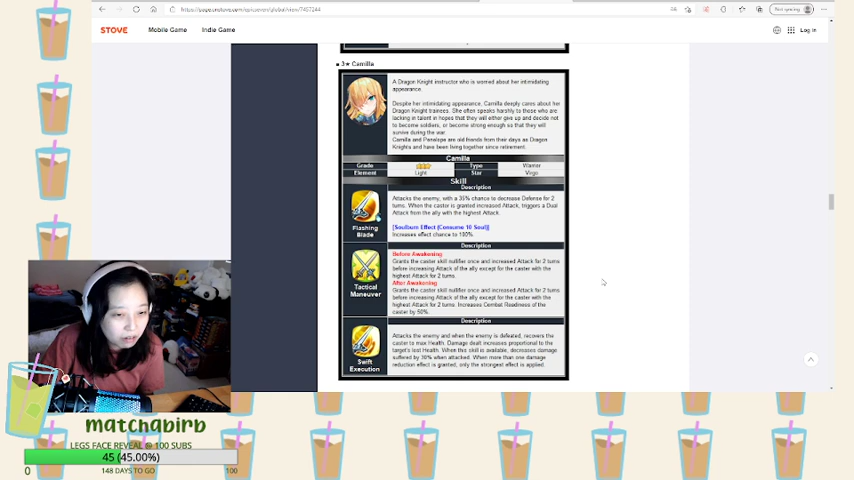 https://page.onstove.com/epicseven/global/view/7457244
Not syncing
STOVE
Mobile Game
Indie Game
Log in
■ 3★ Camilla
A Dragon Knight instructor who is worried about her intimidating
appearance.
Despite her intimidating appearance, Camilla deeply cares about her
Dragon Knight trainees. She often speaks harshly to those who are
lacking in talent in hopes that they will either give up and decide not
to become soldiers, or become strong enough so that they will
survive during the war.
Camilla and Penelope are old friends from their days as Dragon
Knights and have been living together since retirement.
Camilla
Grade
Type
Warrior
Element
Light
Star
Virgo
Skill
Description
Flashing
Blade
Attacks the enemy, with a 35% chance to decrease Defense for 2
turns. When the caster is granted increased Attack, triggers a Dual
Attack from the ally with the highest Attack.
[Soulburn Effect (Consume 10 Soul)]
Increases effect chance to 100%.
Description
Tactical
Maneuver
Before Awakening
Grants the caster skill nullifier once and increased Attack for 2 turns
before increasing Attack of the ally except for the caster with the
highest Attack for 2 turns.
After Awakening
Grants the caster skill nullifier once and increased Attack for 2 turns
before increasing Attack of the ally except for the caster with the
highest Attack for 2 turns. Increases Combat Readiness of the
caster by 50%.
Description
Swift
Execution
Attacks the enemy and when the enemy is defeated, recovers the
caster to max Health. Damage dealt increases proportional to the
target's lost Health. When this skill is available, decreases damage
suffered by 30% when attacked. When more than one damage
reduction effect is granted, only the strongest effect is applied.
matchabirb
LEGS FACE REVEAL @ 100 SUBS
45 (45.00%)
0
148 DAYS TO GO
100